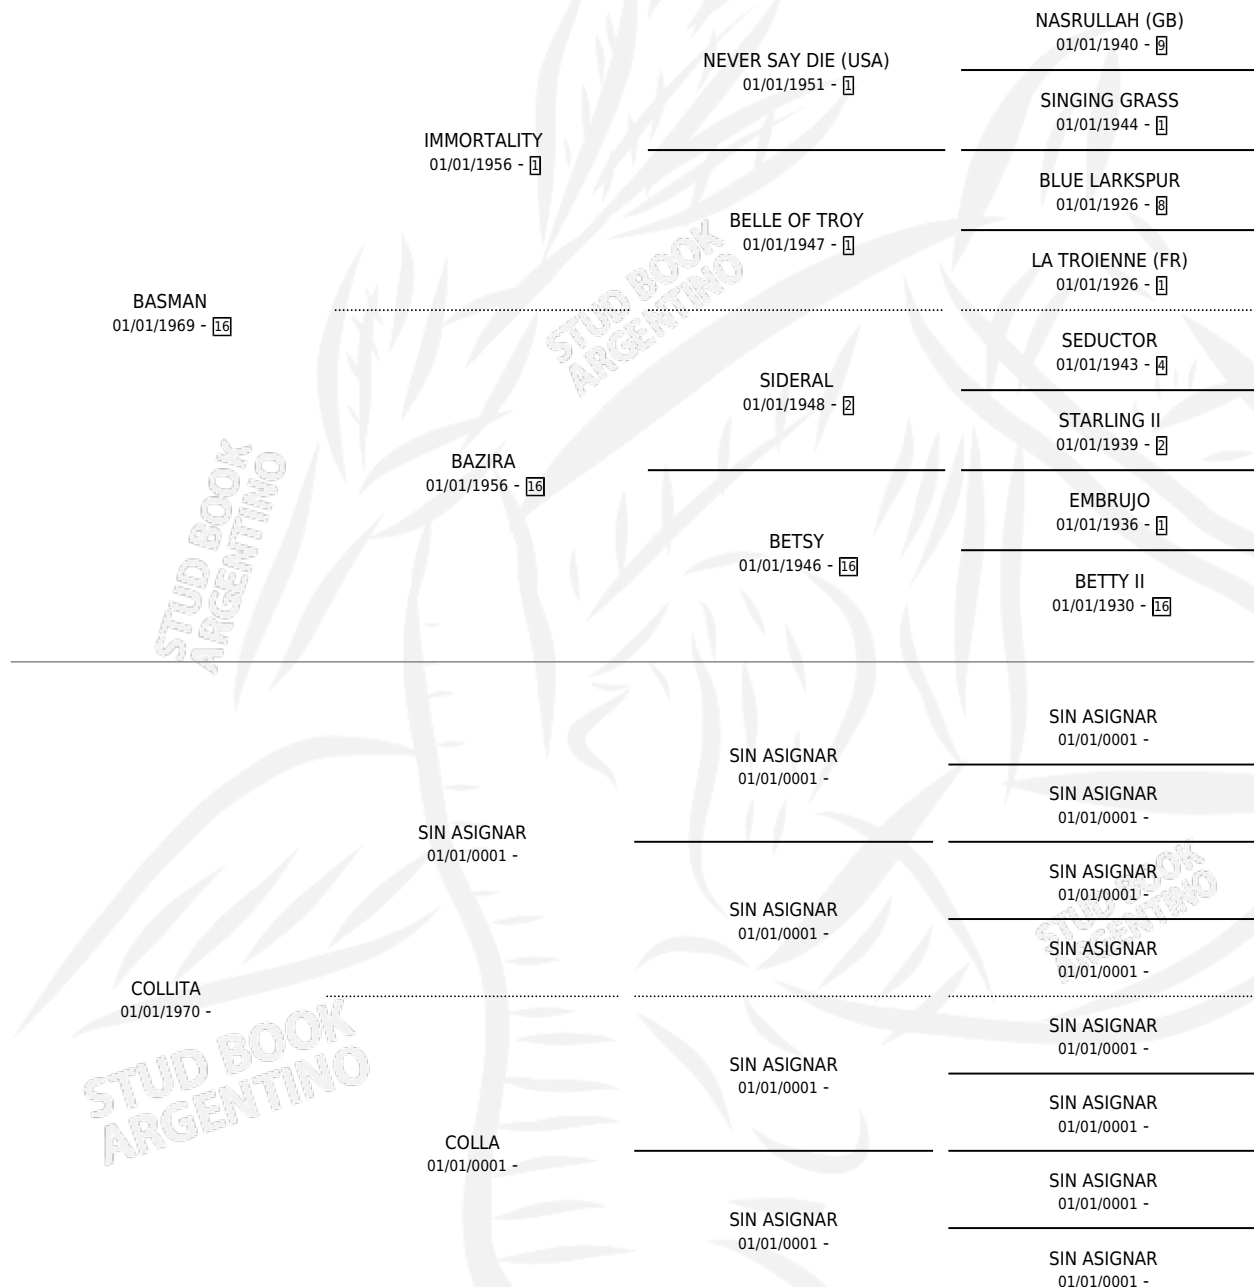 NASRULLAH (GB)
01/01/1940 - 9
NEVER SAY DIE (USA)
01/01/1951 - 1
SINGING GRASS
01/01/1944 - 1
IMMORTALITY
01/01/1956 - 1
BLUE LARKSPUR
01/01/1926 - 8
BELLE OF TROY
01/01/1947 - 1
LA TROIENNE (FR)
01/01/1926 - 1
BASMAN
01/01/1969 - 16
STUD BOOK
ARGENTINO
SEDUCTOR
01/01/1943 - 4
SIDERAL
01/01/1948 - 2
STARLING II
01/01/1939 - 2
BAZIRA
01/01/1956 - 16
EMBRUJO
01/01/1936 - 1
BETSY
01/01/1946 - 16
BETTY II
01/01/1930 - 16
STUD BOOK
ARGENTINO
SIN ASIGNAR
01/01/0001 -
SIN ASIGNAR
01/01/0001 -
SIN ASIGNAR
01/01/0001 -
SIN ASIGNAR
01/01/0001 -
SIN ASIGNAR
01/01/0001 -
STUD BOOK
ARGENTINO
SIN ASIGNAR
01/01/0001 -
SIN ASIGNAR
01/01/0001 -
COLLITA
01/01/1970 -
STUD BOOK
ARGENTINO
SIN ASIGNAR
01/01/0001 -
SIN ASIGNAR
01/01/0001 -
SIN ASIGNAR
01/01/0001 -
COLLA
01/01/0001 -
SIN ASIGNAR
01/01/0001 -
SIN ASIGNAR
01/01/0001 -
SIN ASIGNAR
01/01/0001 -